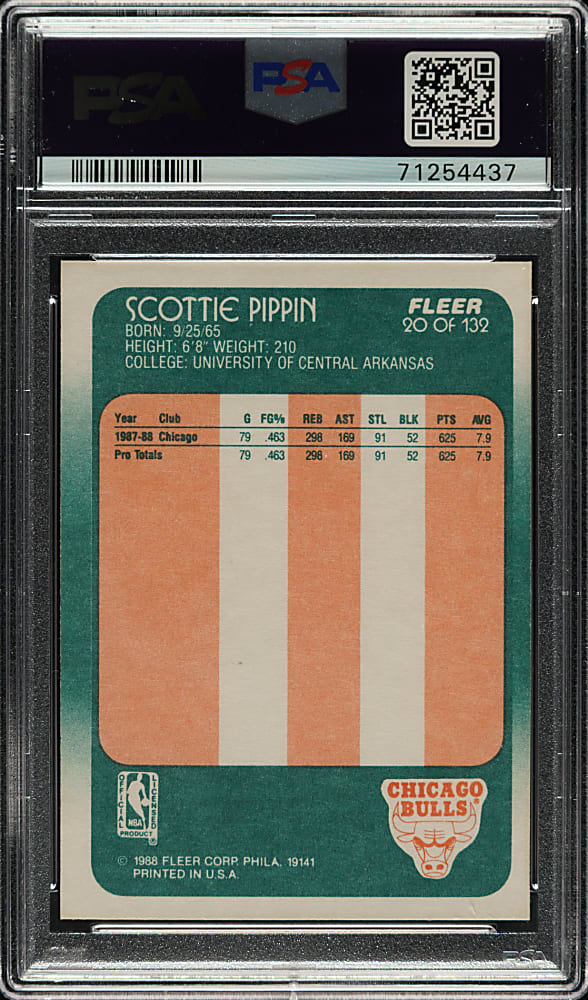 PSA
PSA
71254437
SCOTTIE PIPPIN
FLEER
20 OF 132
BORN: 9/25/65
HEIGHT: 6'8" WEIGHT: 210
COLLEGE: UNIVERSITY OF CENTRAL ARKANSAS
Year Club G FG% REB AST STL BLK PTS AVG
1987-88 Chicago 79 .463 298 169 91 52 625 7.9
Pro Totals 79 .463 298 169 91 52 625 7.9
OFFICIAL LICENSED
NBA
PRODUCT
CHICAGO
BULLS
© 1988 FLEER CORP. PHILA. 19141
PRINTED IN U.S.A.
PSA